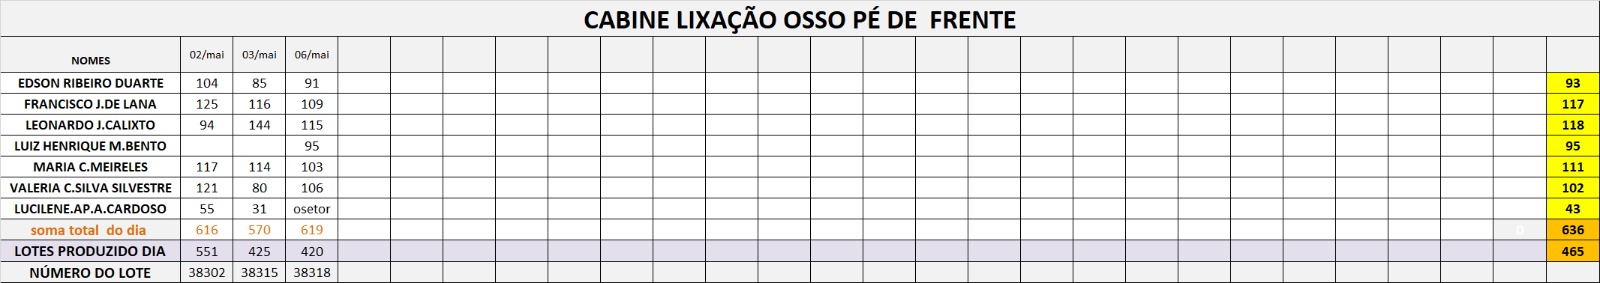 CABINE LIXAÇÃO OSSO PÉ DE  FRENTE
NOMES 02/mai 03/mai 06/mai
EDSON RIBEIRO DUARTE 104 85 91 93
FRANCISCO J.DE LANA 125 116 109 117
LEONARDO J.CALIXTO 94 144 115 118
LUIZ HENRIQUE M.BENTO 95 95
MARIA C.MEIRELES 117 114 103 111
VALERIA C.SILVA SILVESTRE 121 80 106 102
LUCILENE.AP.A.CARDOSO 55 31 osetor 43
soma total  do dia 616 570 619 0 636
LOTES PRODUZIDO DIA 551 425 420 465
NÚMERO DO LOTE 38302 38315 38318